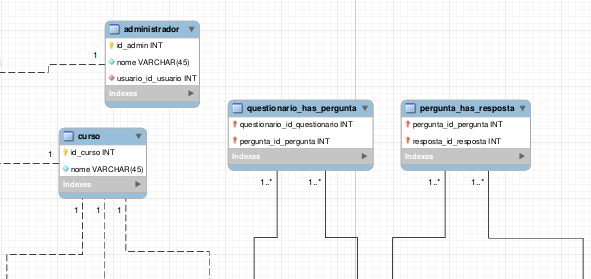 administrador
id_admin INT
nome VARCHAR(45)
usuario_id_usuario INT
Indexes
1
questionario_has_pergunta
questionario_id_questionario INT
pergunta_id_pergunta INT
Indexes
1..*
1..*
pergunta_has_resposta
pergunta_id_pergunta INT
resposta_id_resposta INT
Indexes
1..*
1..*
curso
id_curso INT
nome VARCHAR(45)
Indexes
1
1
1
1